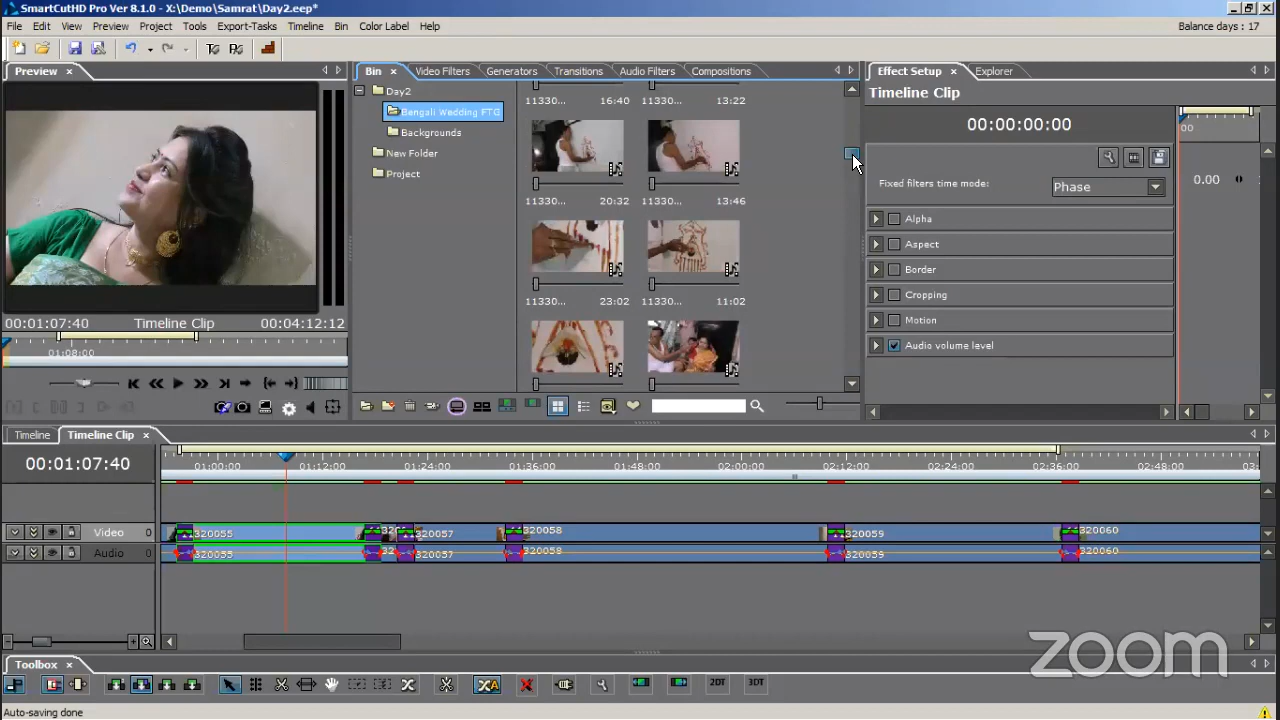 SmartCutHD Pro Ver 8.1.0 - X:\Demo\Samrat\Day2.eep*
File Edit View Preview Project Tools Export-Tasks Timeline Bin Color Label Help
Balance days : 17
Preview
Bin Video Filters Generators Transitions Audio Filters Compositions
Effect Setup Explorer
Day2
Bengali Wedding FTG
Backgrounds
New Folder
Project
11330... 16:40 11330... 13:22
11330... 20:32 11330... 13:46
11330... 23:02 11330... 11:02
Timeline Clip
00:00:00:00
00
Fixed filters time mode: Phase
0.00
Alpha
Aspect
Border
Cropping
Motion
Audio volume level
00:01:07:40 Timeline Clip 00:04:12:12
01:08:00
Timeline Timeline Clip
00:01:07:40
01:00:00 01:12:00 01:24:00 01:36:00 01:48:00 02:00:00 02:12:00 02:24:00 02:36:00 02:48:00
Video 0 320055 320057 320058 320059 320060
Audio 0 320055 320057 320058 320059 320060
zoom
Toolbox
2DT 3DT
Auto-saving done